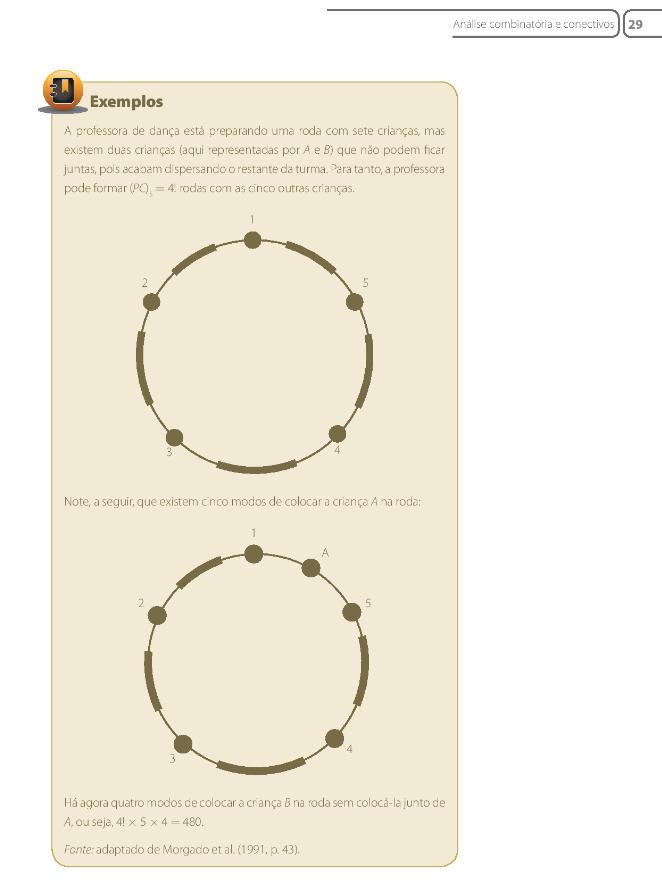 Análise combinatória e conectivos 29
Exemplos
A professora de dança está preparando uma roda com sete crianças, mas
existem duas crianças (aqui representadas por A e B) que não podem ficar
juntas, pois acabam dispersando o restante da turma. Para tanto, a professora
pode formar (PC)₅ = 4! rodas com as cinco outras crianças.
1
2
5
3
4
Note, a seguir, que existem cinco modos de colocar a criança A na roda:
1
A
2
5
3
4
Há agora quatro modos de colocar a criança B na roda sem colocá-la junto de
A, ou seja, 4! × 5 × 4 = 480.
Fonte: adaptado de Morgado et al. (1991, p. 43).